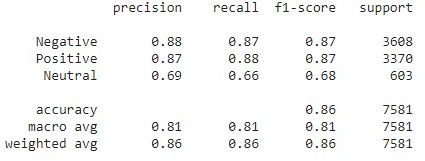 precision recall f1-score support
Negative 0.88 0.87 0.87 3608
Positive 0.87 0.88 0.87 3370
Neutral 0.69 0.66 0.68 603
accuracy 0.86 7581
macro avg 0.81 0.81 0.81 7581
weighted avg 0.86 0.86 0.86 7581